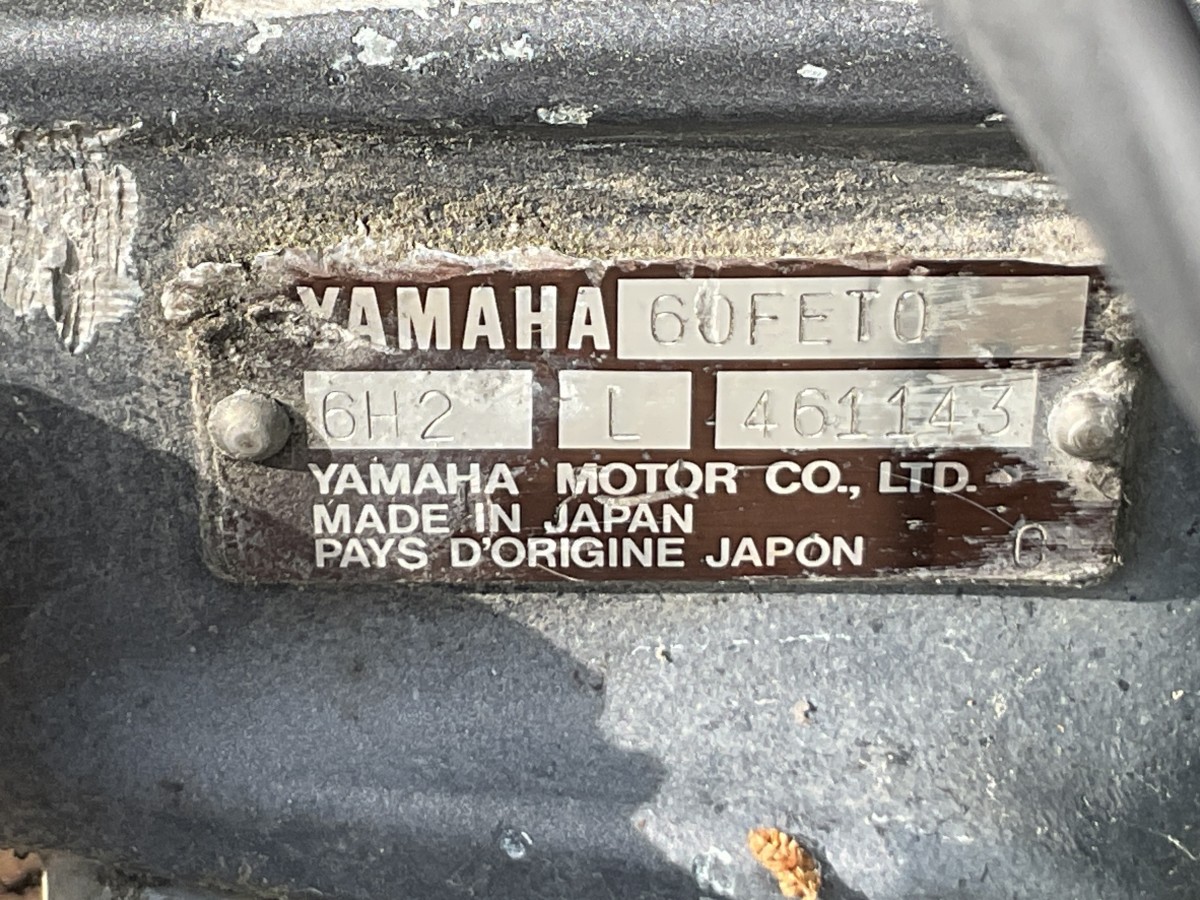 YAMAHA 60FETO
6H2 L 461143
YAMAHA MOTOR CO., LTD.
MADE IN JAPAN
PAYS D'ORIGINE JAPON C